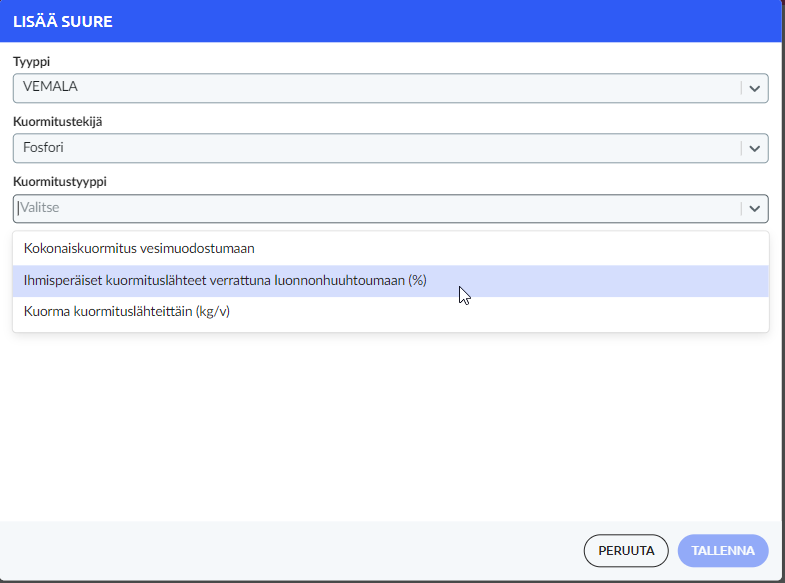 LISÄÄ SUURE
Tyyppi
VEMALA
Kuormitustekijä
Fosfori
Kuormitustyyppi
Valitse
Kokonaiskuormitus vesimuodostumaan
Ihmisperäiset kuormituslähteet verrattuna luonnonhuuhtoumaan (%)
Kuorma kuormituslähteittäin (kg/v)
PERUUTA
TALLENNA